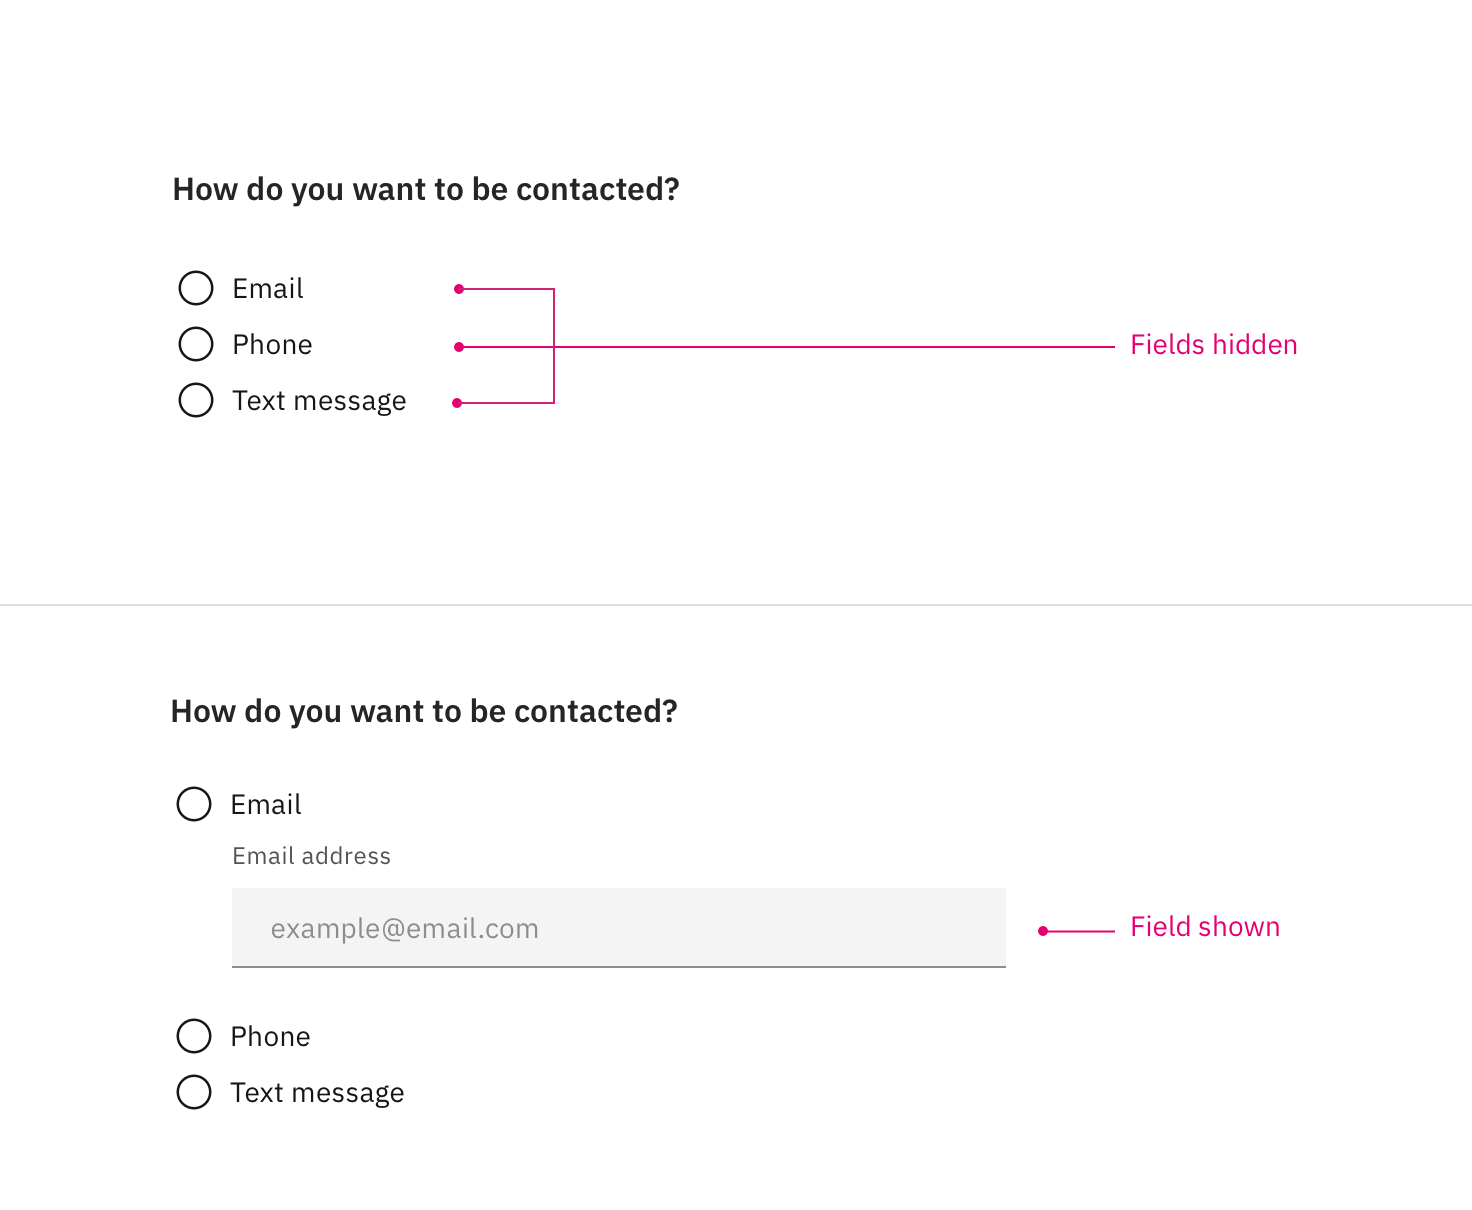 How do you want to be contacted?
Email
Phone
Fields hidden
Text message
How do you want to be contacted?
Email
Email address
example@email.com
Field shown
Phone
Text message